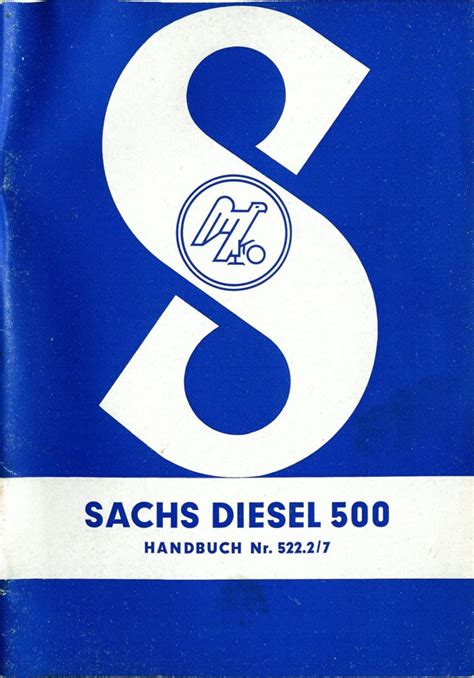 S
SACHS DIESEL 500
HANDBUCH Nr. 522.2/7